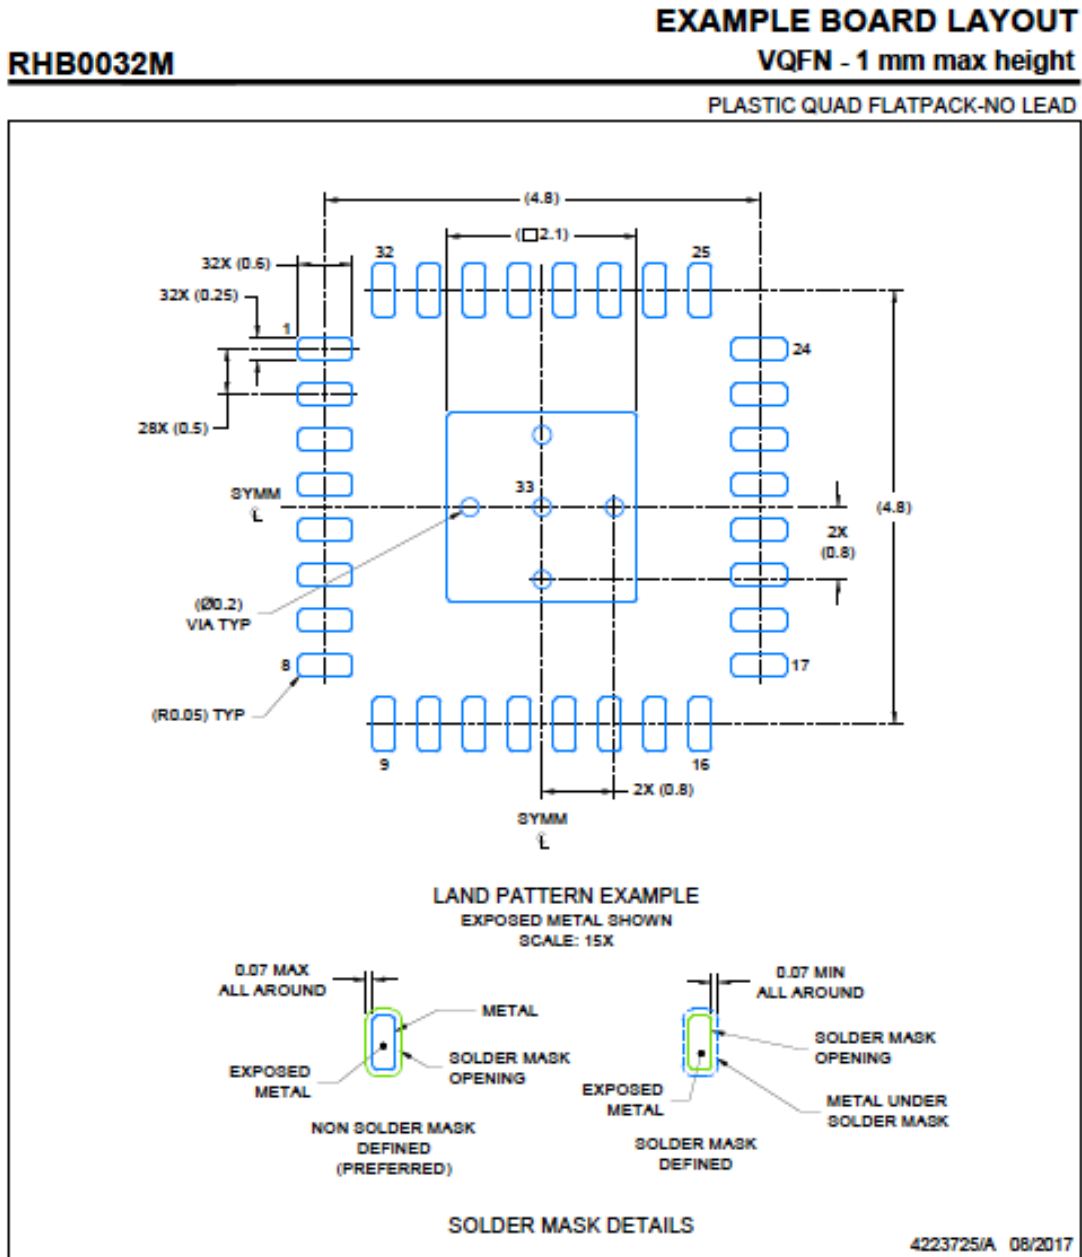 EXAMPLE BOARD LAYOUT
RHB0032M
VQFN - 1 mm max height
PLASTIC QUAD FLATPACK-NO LEAD
(4.8)
(□2.1)
32X (0.6)
32
25
32X (0.25)
1
24
28X (0.5)
33
SYMM
℄
(4.8)
2X
(0.8)
(Ø0.2)
VIA TYP
8
17
(R0.05) TYP
9
16
2X (0.8)
SYMM
℄
LAND PATTERN EXAMPLE
EXPOSED METAL SHOWN
SCALE: 15X
0.07 MAX
ALL AROUND
METAL
SOLDER MASK
OPENING
EXPOSED
METAL
NON SOLDER MASK
DEFINED
(PREFERRED)
0.07 MIN
ALL AROUND
SOLDER MASK
OPENING
EXPOSED
METAL
METAL UNDER
SOLDER MASK
SOLDER MASK
DEFINED
SOLDER MASK DETAILS
4223725/A 08/2017